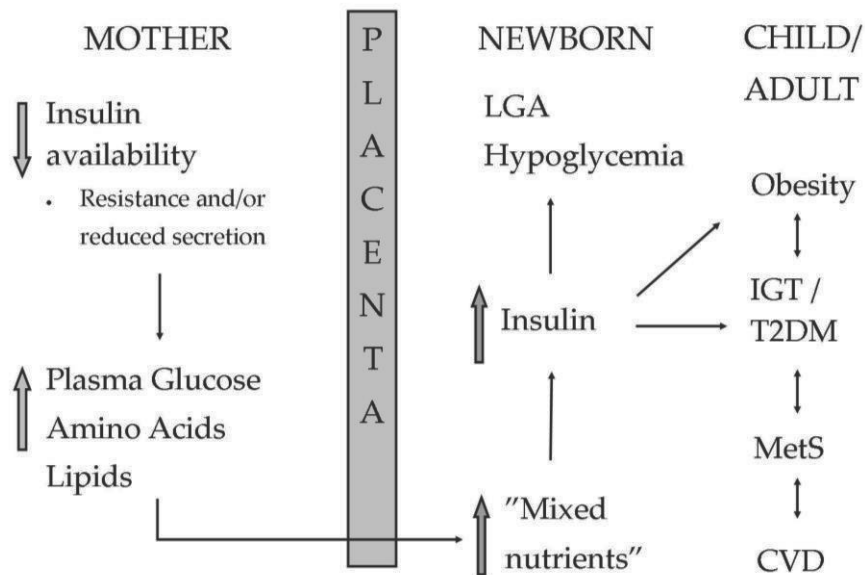 MOTHER
Insulin
availability
• Resistance and/or
reduced secretion
Plasma Glucose
Amino Acids
Lipids
P
L
A
C
E
N
T
A
NEWBORN
LGA
Hypoglycemia
Insulin
"Mixed
nutrients"
CHILD/
ADULT
Obesity
IGT /
T2DM
MetS
CVD